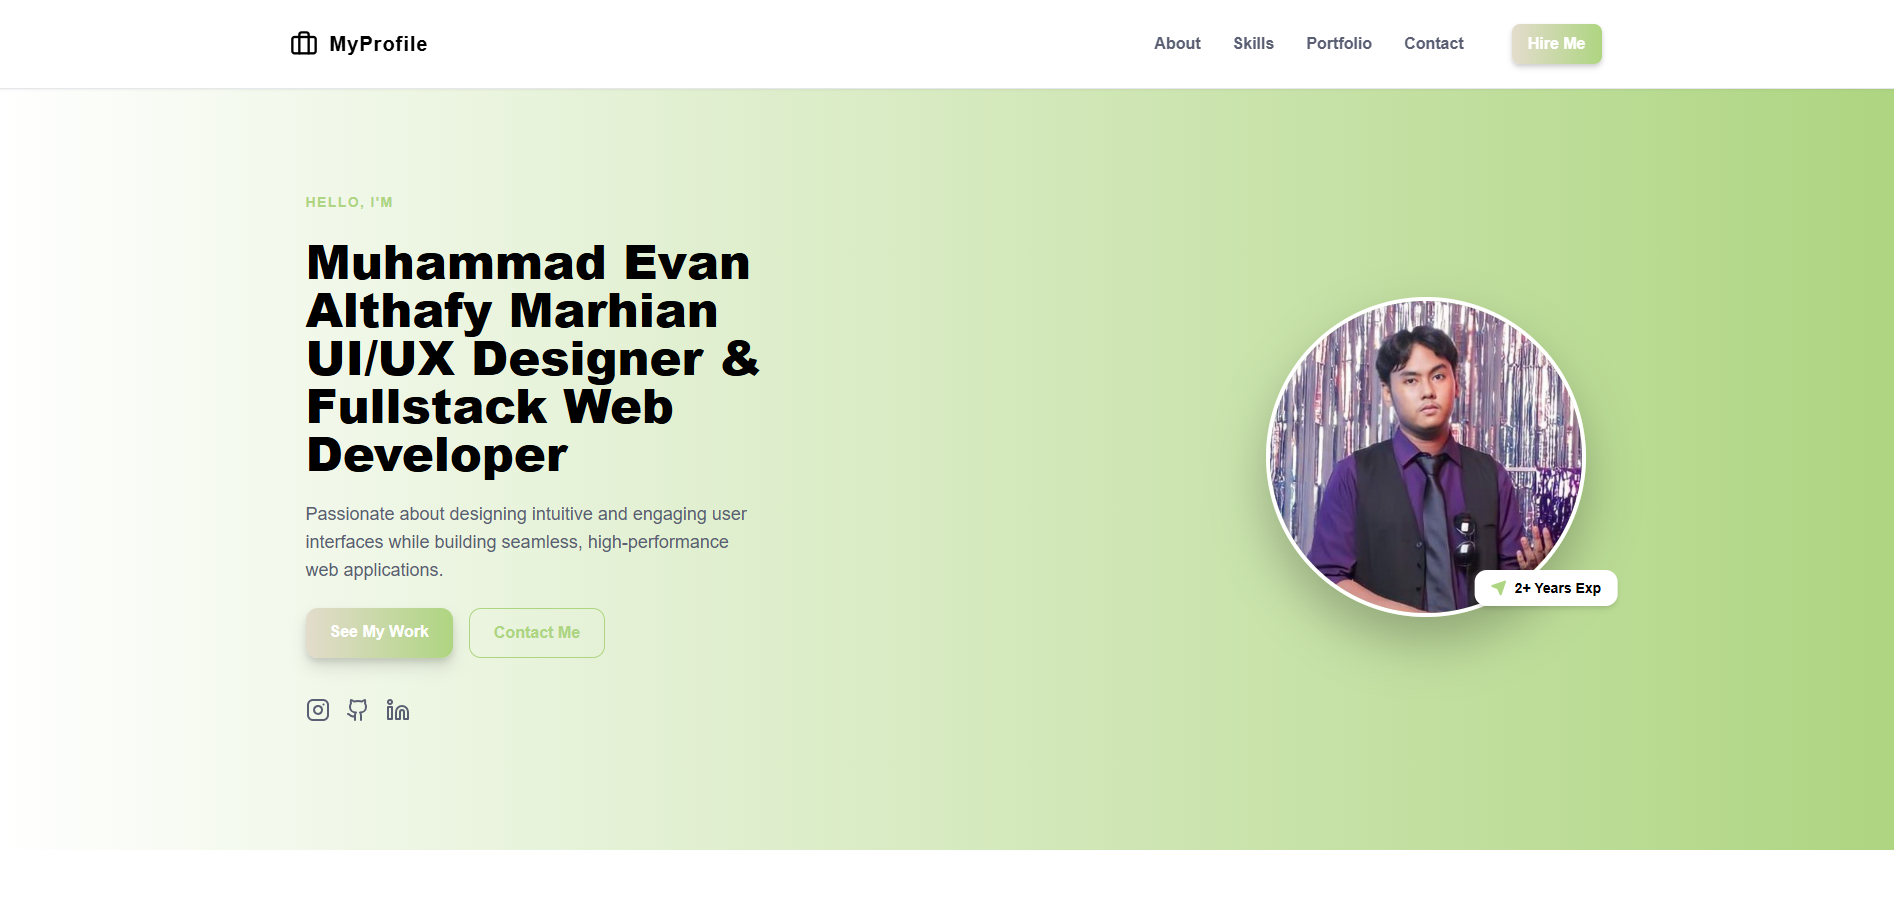 MyProfile
About
Skills
Portfolio
Contact
Hire Me
HELLO, I'M
Muhammad Evan
Althafy Marhian
UI/UX Designer &
Fullstack Web
Developer
Passionate about designing intuitive and engaging user
interfaces while building seamless, high-performance
web applications.
See My Work
Contact Me
2+ Years Exp